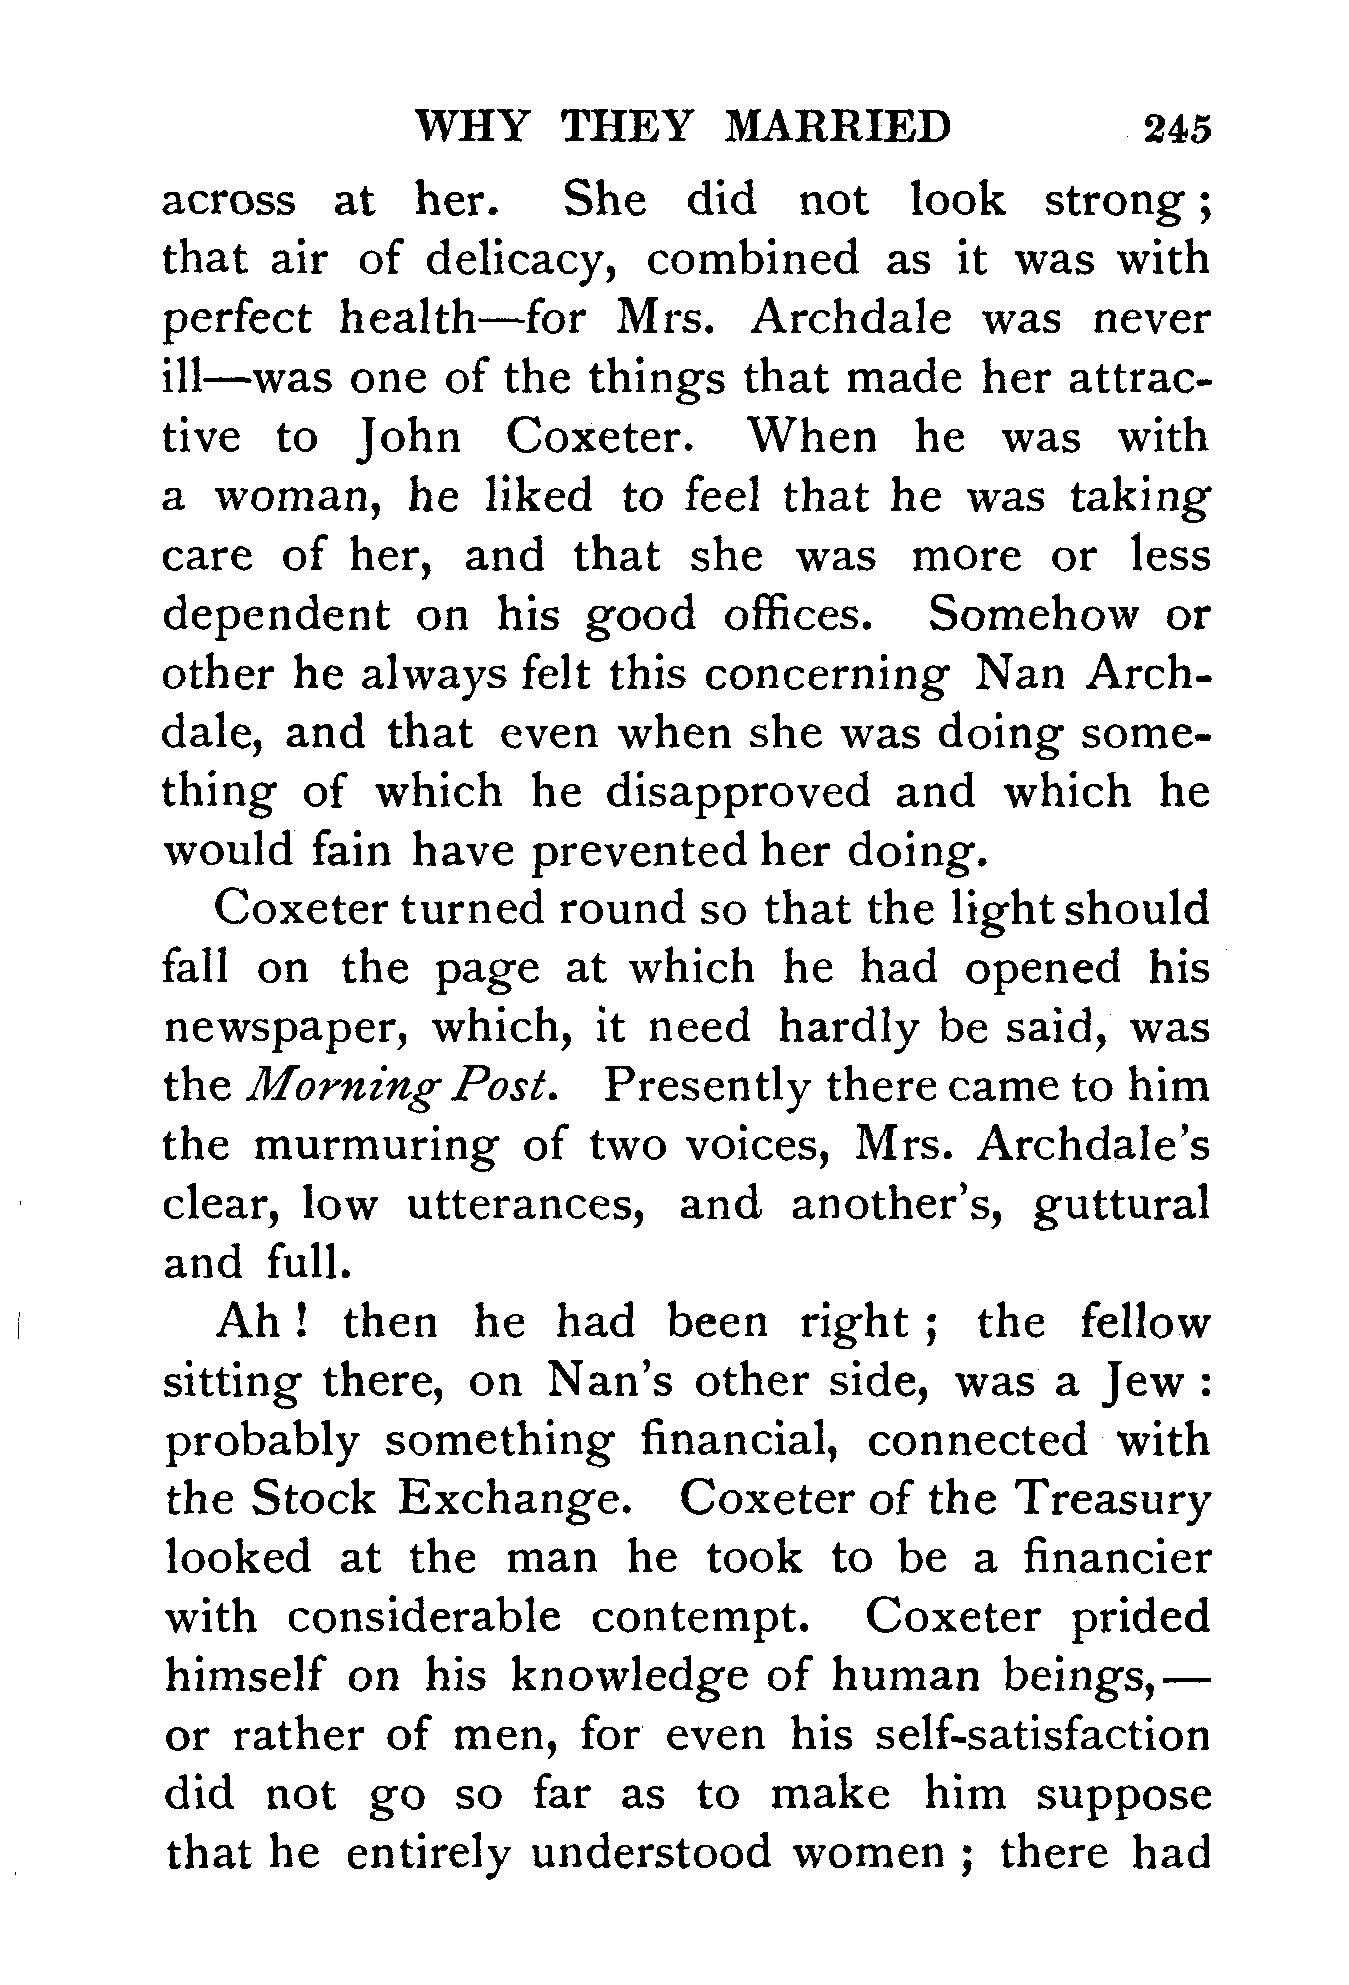 WHY THEY MARRIED 245
across at her. She did not look strong ;
that air of delicacy, combined as it was with
perfect health—for Mrs. Archdale was never
ill—was one of the things that made her attrac-
tive to John Coxeter. When he was with
a woman, he liked to feel that he was taking
care of her, and that she was more or less
dependent on his good offices. Somehow or
other he always felt this concerning Nan Arch-
dale, and that even when she was doing some-
thing of which he disapproved and which he
would fain have prevented her doing.
Coxeter turned round so that the light should
fall on the page at which he had opened his
newspaper, which, it need hardly be said, was
the Morning Post. Presently there came to him
the murmuring of two voices, Mrs. Archdale's
clear, low utterances, and another's, guttural
and full.
Ah ! then he had been right ; the fellow
sitting there, on Nan's other side, was a Jew :
probably something financial, connected with
the Stock Exchange. Coxeter of the Treasury
looked at the man he took to be a financier
with considerable contempt. Coxeter prided
himself on his knowledge of human beings,—
or rather of men, for even his self-satisfaction
did not go so far as to make him suppose
that he entirely understood women ; there had